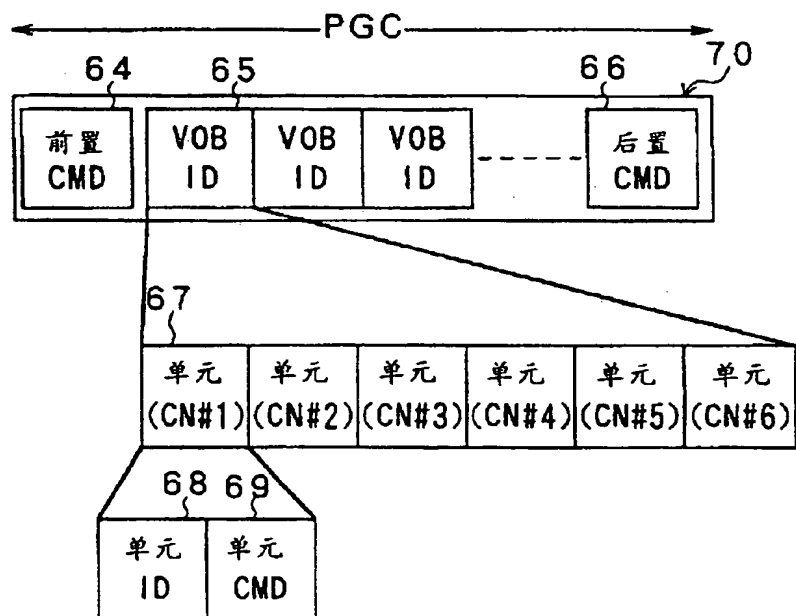 PGC
64 65 66 70
前置 VOB VOB VOB 后置
CMD ID ID ID CMD
67
单元 单元 单元 单元 单元 单元
(CN#1) (CN#2) (CN#3) (CN#4) (CN#5) (CN#6)
68 69
单元 单元
ID CMD